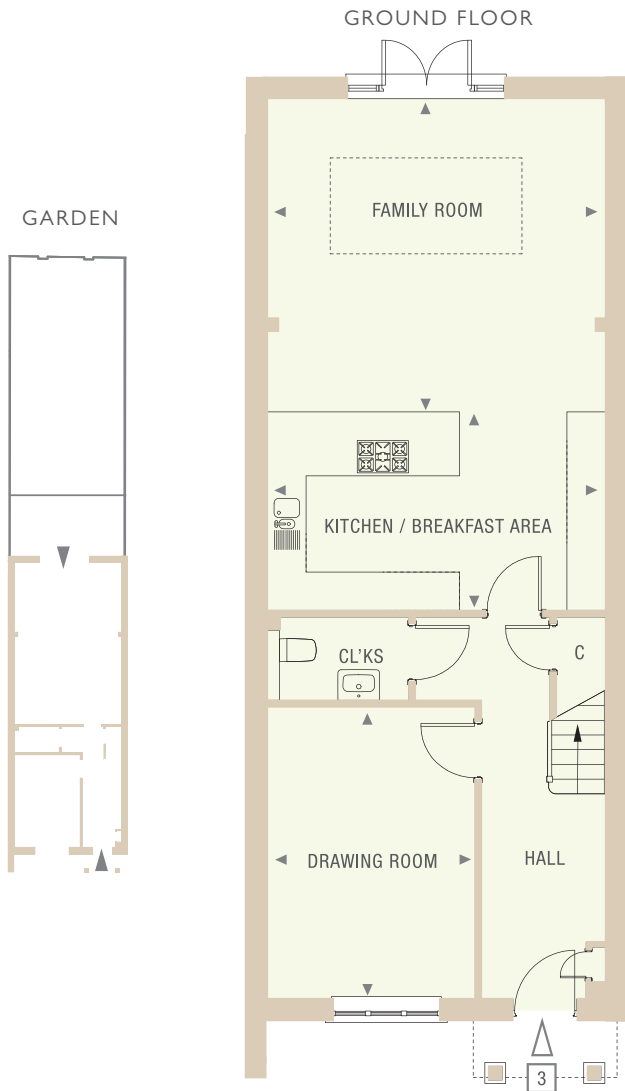 GROUND FLOOR
GARDEN
FAMILY ROOM
KITCHEN / BREAKFAST AREA
CL'KS
C
DRAWING ROOM
HALL
3